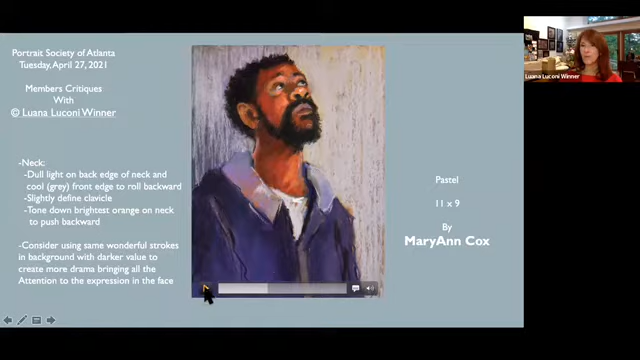 Portrait Society of Atlanta
Tuesday, April 27, 2021
Members Critiques
With
© Luana Luconi Winner
-Neck:
-Dull light on back edge of neck and
cool (grey) front edge to roll backward
-Slightly define clavicle
-Tone down brightest orange on neck
to push backward
-Consider using same wonderful strokes
in background with darker value to
create more drama bringing all the
Attention to the expression in the face
Pastel
11 x 9
By
MaryAnn Cox
Luana Luconi Winner